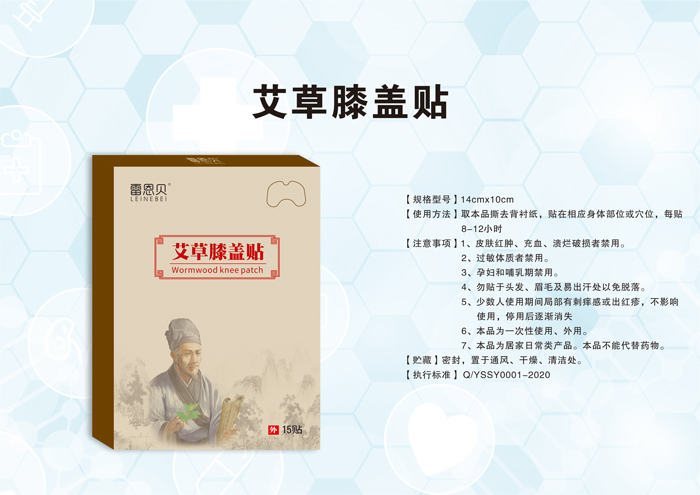 艾草膝盖贴
雷恩贝®
LEINEBEI
艾草膝盖贴
Wormwood knee patch
外 15贴
【规格型号】14cmx10cm
【使用方法】取本品撕去背衬纸，贴在相应身体部位或穴位，每贴
8-12小时
【注意事项】1、皮肤红肿、充血、溃烂破损者禁用。
2、过敏体质者禁用。
3、孕妇和哺乳期禁用。
4、勿贴于头发、眉毛及易出汗处以免脱落。
5、少数人使用期间局部有刺痒感或出红疹，不影响
使用，停用后逐渐消失
6、本品为一次性使用、外用。
7、本品为居家日常类产品。本品不能代替药物。
【贮藏】密封，置于通风、干燥、清洁处。
【执行标准】Q/YSSY0001-2020